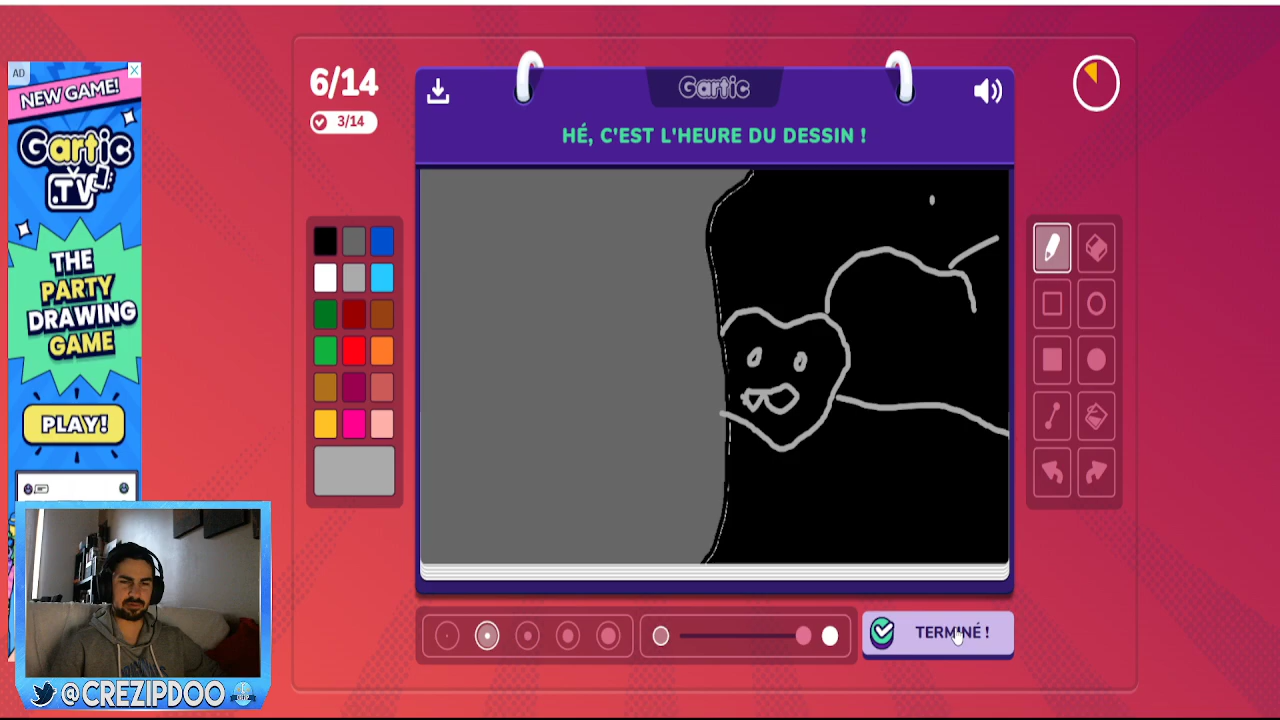 AD
NEW GAME!
Gartic
.TV
THE
PARTY
DRAWING
GAME
PLAY!
6/14
3/14
Gartic
HÉ, C'EST L'HEURE DU DESSIN !
TERMINÉ !
@CREZIPDOO